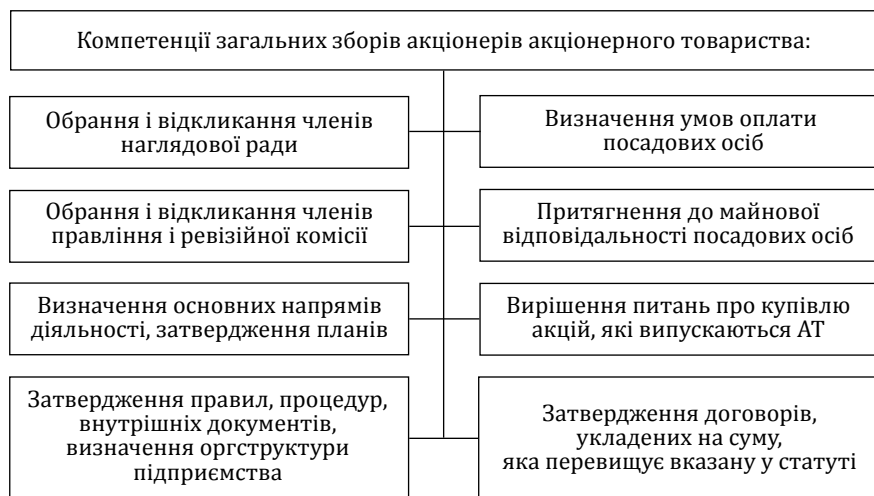 Компетенції загальних зборів акціонерів акціонерного товариства:
Обрання і відкликання членів
наглядової ради
Визначення умов оплати
посадових осіб
Обрання і відкликання членів
правління і ревізійної комісії
Притягнення до майнової
відповідальності посадових осіб
Визначення основних напрямів
діяльності, затвердження планів
Вирішення питань про купівлю
акцій, які випускаються АТ
Затвердження правил, процедур,
внутрішніх документів,
визначення оргструктури
підприємства
Затвердження договорів,
укладених на суму,
яка перевищує вказану у статуті